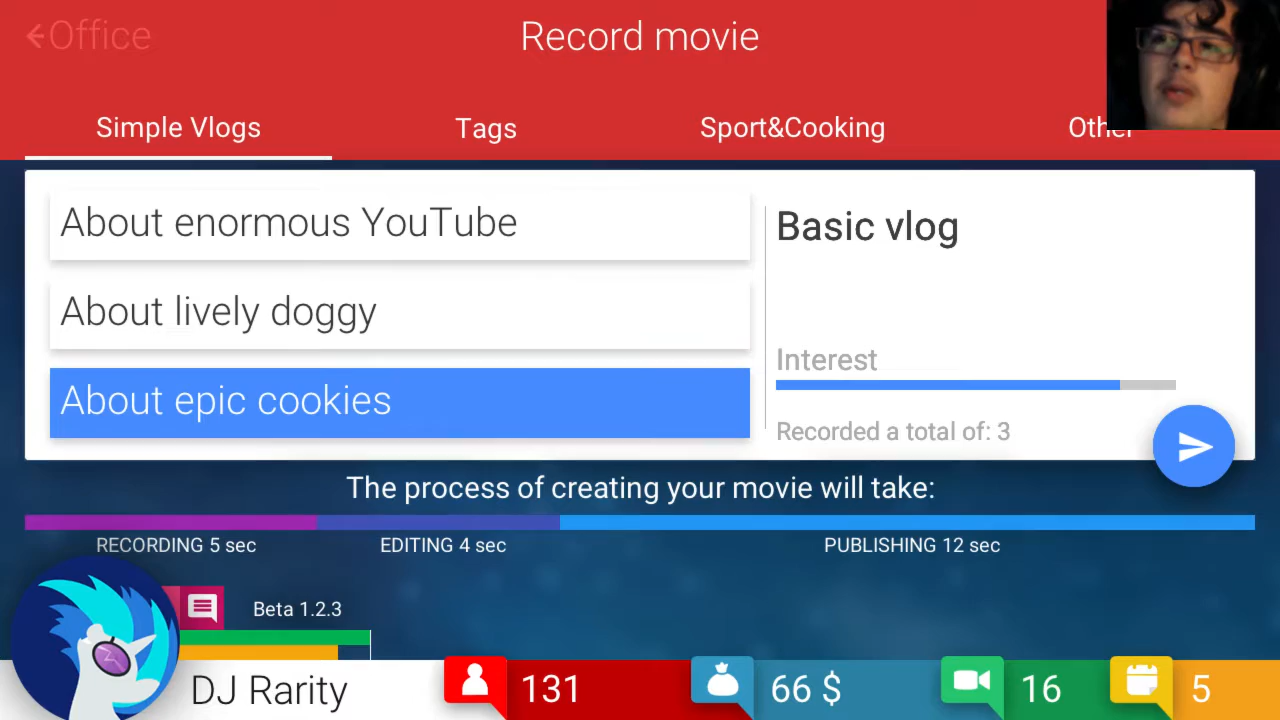 Office
Record movie
Simple Vlogs
Tags
Sport&Cooking
Other
About enormous YouTube
About lively doggy
About epic cookies
Basic vlog
Interest
Recorded a total of: 3
The process of creating your movie will take:
RECORDING 5 sec
EDITING 4 sec
PUBLISHING 12 sec
Beta 1.2.3
DJ Rarity
131
66 $
16
5